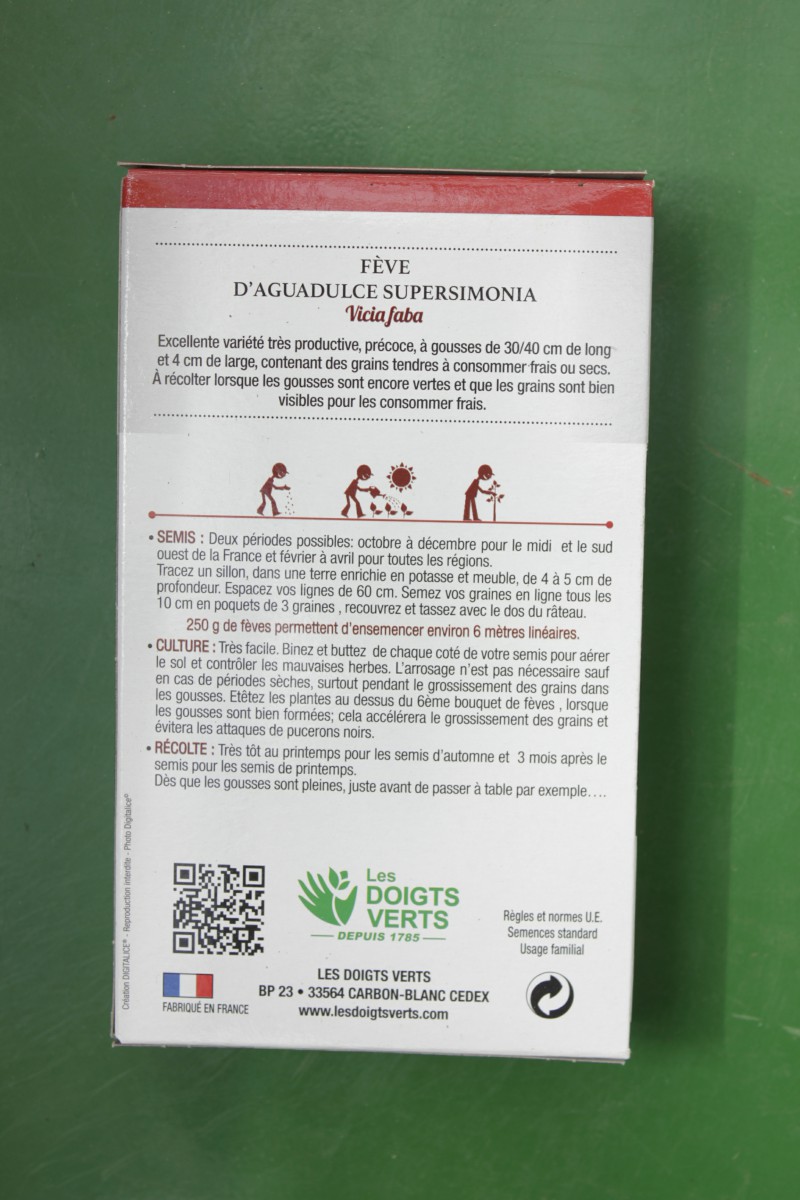 FÈVE
D'AGUADULCE SUPERSIMONIA
Vicia faba
Excellente variété très productive, précoce, à gousses de 30/40 cm de long
et 4 cm de large, contenant des grains tendres à consommer frais ou secs.
À récolter lorsque les gousses sont encore vertes et que les grains sont bien
visibles pour les consommer frais.
• SEMIS : Deux périodes possibles: octobre à décembre pour le midi et le sud
ouest de la France et février à avril pour toutes les régions.
Tracez un sillon, dans une terre enrichie en potasse et meuble, de 4 à 5 cm de
profondeur. Espacez vos lignes de 60 cm. Semez vos graines en ligne tous les
10 cm en poquets de 3 graines , recouvrez et tassez avec le dos du râteau.
250 g de fèves permettent d'ensemencer environ 6 mètres linéaires.
• CULTURE : Très facile. Binez et buttez de chaque coté de votre semis pour aérer
le sol et contrôler les mauvaises herbes. L'arrosage n'est pas nécessaire sauf
en cas de périodes sèches, surtout pendant le grossissement des grains dans
les gousses. Etêtez les plantes au dessus du 6ème bouquet de fèves , lorsque
les gousses sont bien formées; cela accélérera le grossissement des grains et
évitera les attaques de pucerons noirs.
• RÉCOLTE : Très tôt au printemps pour les semis d'automne et 3 mois après le
semis pour les semis de printemps.
Dès que les gousses sont pleines, juste avant de passer à table par exemple....
Création DIGITALICE® - Reproduction interdite - Photo Digitalice®
Les
DOIGTS
VERTS
DEPUIS 1785
Règles et normes U.E.
Semences standard
Usage familial
FABRIQUÉ EN FRANCE
LES DOIGTS VERTS
BP 23 • 33564 CARBON-BLANC CEDEX
www.lesdoigtsverts.com